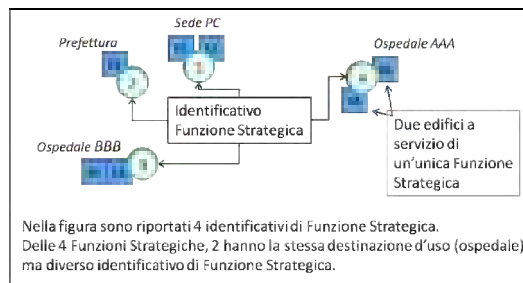 Sede PC
Prefettura
Ospedale AAA
Identificativo
Funzione Strategica
Ospedale BBB
Due edifici a
servizio di
un'unica Funzione
Strategica
Nella figura sono riportati 4 identificativi di Funzione Strategica.
Delle 4 Funzioni Strategiche, 2 hanno la stessa destinazione d'uso (ospedale)
ma diverso identificativo di Funzione Strategica.